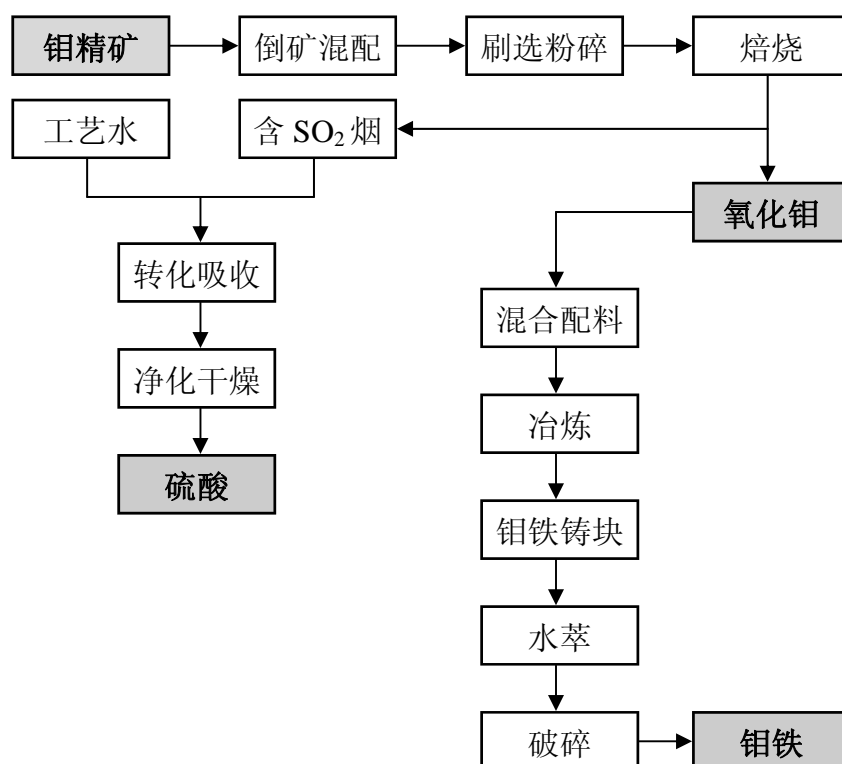 钼精矿
倒矿混配
刷选粉碎
焙烧
工艺水
含 SO₂ 烟
氧化钼
转化吸收
混合配料
净化干燥
冶炼
硫酸
钼铁铸块
水萃
破碎
钼铁